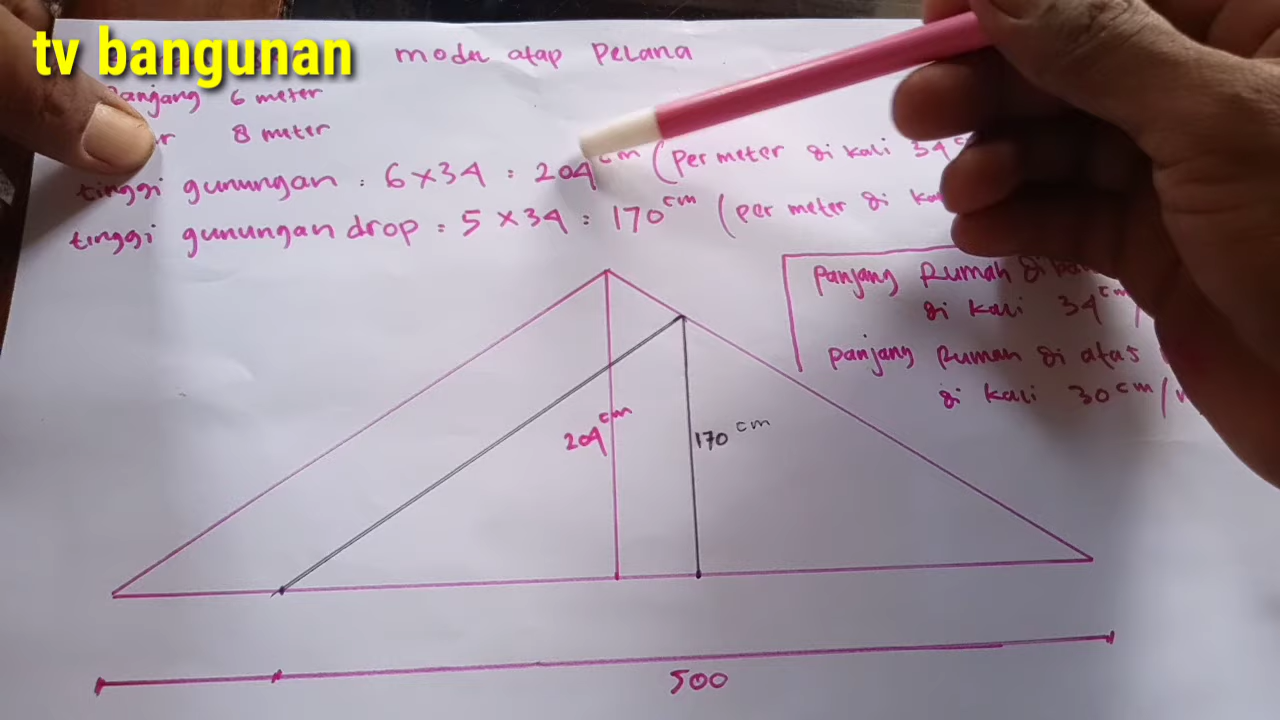 tv bangunan
model atap Pelana
Panjang 6 meter
8 meter
tinggi gunungan : 6 x 34 : 204 cm (Per meter di kali 34 c
tinggi gunungan drop : 5 x 34 : 170 cm (per meter di
Panjang Rumah di
di kali 34 cm/
panjang Rumah di atas
di kali 30 cm/
204 cm
170 cm
500